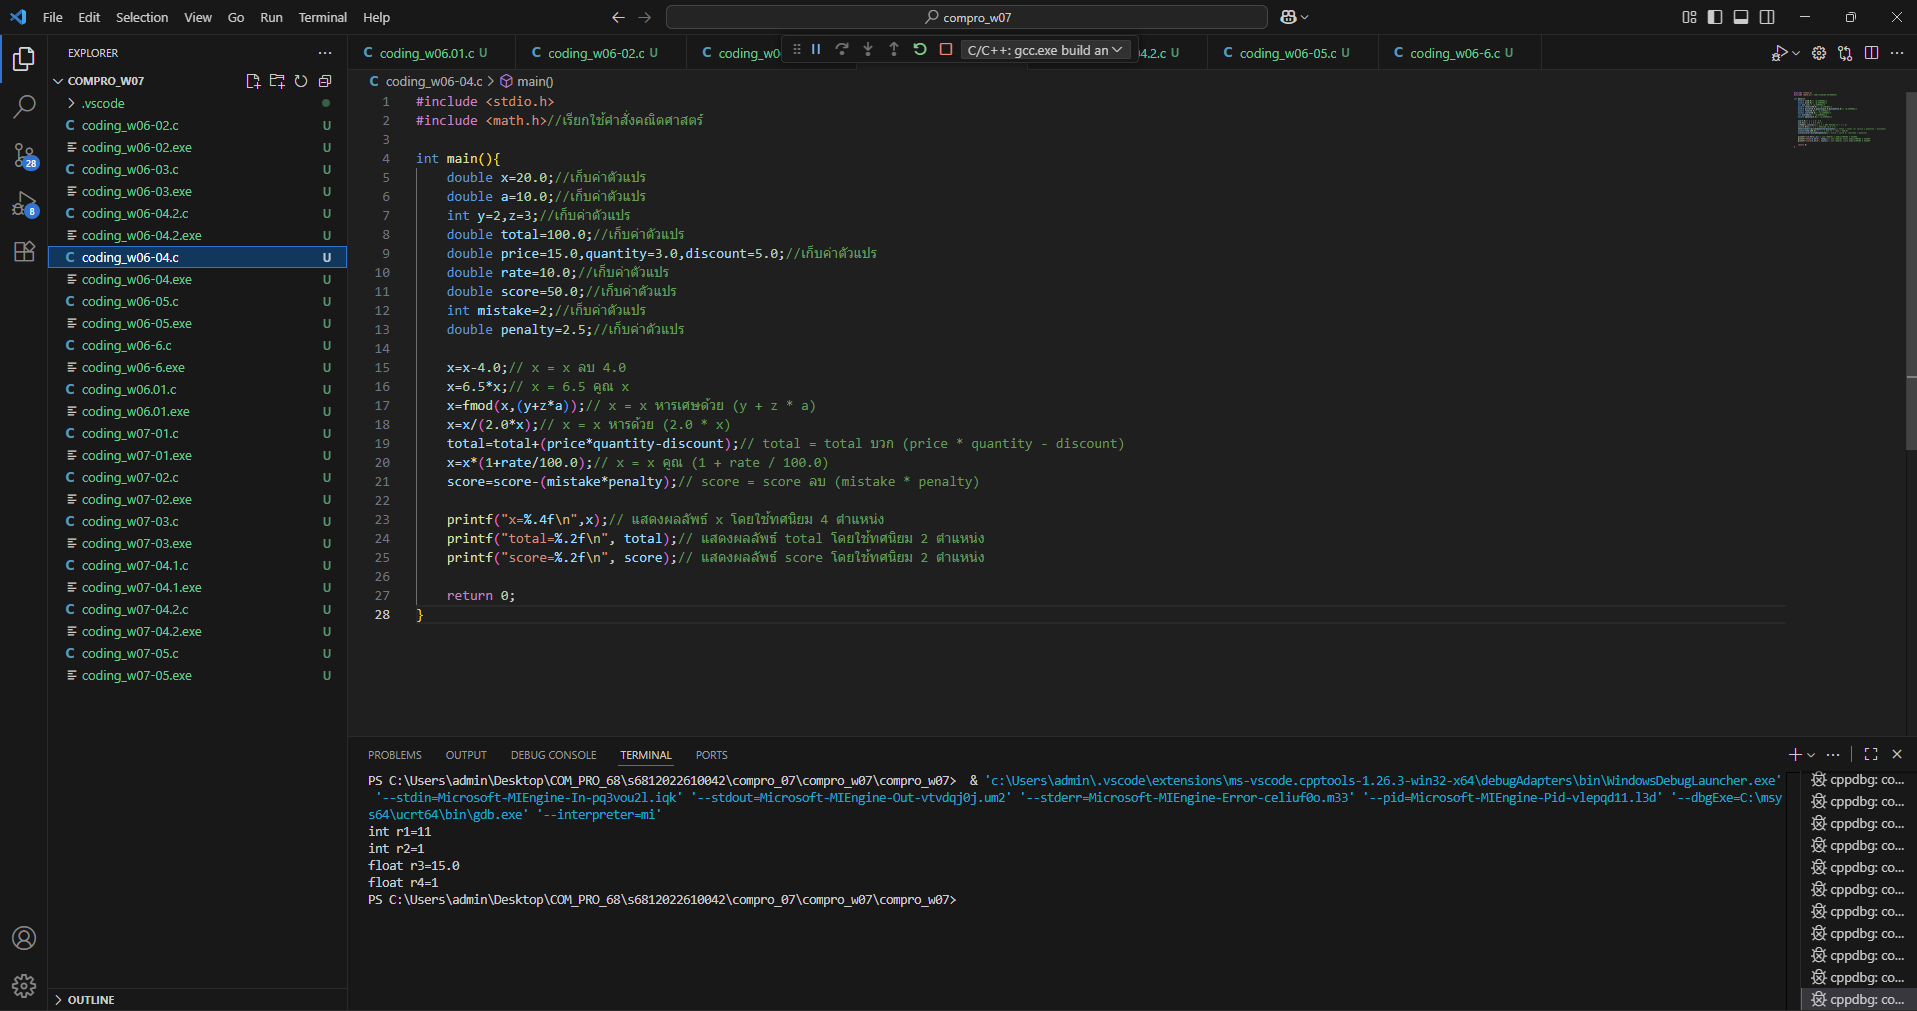 File Edit Selection View Go Run Terminal Help
compro_w07
EXPLORER
COMPRO_W07
.vscode
coding_w06-02.c U
coding_w06-02.exe U
coding_w06-03.c U
coding_w06-03.exe U
coding_w06-04.2.c U
coding_w06-04.2.exe U
coding_w06-04.c U
coding_w06-04.exe U
coding_w06-05.c U
coding_w06-05.exe U
coding_w06-6.c U
coding_w06-6.exe U
coding_w06.01.c U
coding_w06.01.exe U
coding_w07-01.c U
coding_w07-01.exe U
coding_w07-02.c U
coding_w07-02.exe U
coding_w07-03.c U
coding_w07-03.exe U
coding_w07-04.1.c U
coding_w07-04.1.exe U
coding_w07-04.2.c U
coding_w07-04.2.exe U
coding_w07-05.c U
coding_w07-05.exe U
OUTLINE
28
8
C coding_w06.01.c U C coding_w06-02.c U C coding_w0 C/C++: gcc.exe build an 04.2.c U C coding_w06-05.c U C coding_w06-6.c U
C coding_w06-04.c > main()
1 #include <stdio.h>
2 #include <math.h>//เรียกใช้คำสั่งคณิตศาสตร์
3
4 int main(){
5 double x=20.0;//เก็บค่าตัวแปร
6 double a=10.0;//เก็บค่าตัวแปร
7 int y=2,z=3;//เก็บค่าตัวแปร
8 double total=100.0;//เก็บค่าตัวแปร
9 double price=15.0,quantity=3.0,discount=5.0;//เก็บค่าตัวแปร
10 double rate=10.0;//เก็บค่าตัวแปร
11 double score=50.0;//เก็บค่าตัวแปร
12 int mistake=2;//เก็บค่าตัวแปร
13 double penalty=2.5;//เก็บค่าตัวแปร
14
15 x=x-4.0;// x = x ลบ 4.0
16 x=6.5*x;// x = 6.5 คูณ x
17 x=fmod(x,(y+z*a));// x = x หารเศษด้วย (y + z * a)
18 x=x/(2.0*x);// x = x หารด้วย (2.0 * x)
19 total=total+(price*quantity-discount);// total = total บวก (price * quantity - discount)
20 x=x*(1+rate/100.0);// x = x คูณ (1 + rate / 100.0)
21 score=score-(mistake*penalty);// score = score ลบ (mistake * penalty)
22
23 printf("x=%.4f\n",x);// แสดงผลลัพธ์ x โดยใช้ทศนิยม 4 ตำแหน่ง
24 printf("total=%.2f\n", total);// แสดงผลลัพธ์ total โดยใช้ทศนิยม 2 ตำแหน่ง
25 printf("score=%.2f\n", score);// แสดงผลลัพธ์ score โดยใช้ทศนิยม 2 ตำแหน่ง
26
27 return 0;
28 }
PROBLEMS OUTPUT DEBUG CONSOLE TERMINAL PORTS
PS C:\Users\admin\Desktop\COM_PRO_68\s6812022610042\compro_07\compro_w07\compro_w07> & 'c:\Users\admin\.vscode\extensions\ms-vscode.cpptools-1.26.3-win32-x64\debugAdapters\bin\WindowsDebugLauncher.exe'
'--stdin=Microsoft-MIEngine-In-pq3vou2l.iqk' '--stdout=Microsoft-MIEngine-Out-vtvdqj0j.um2' '--stderr=Microsoft-MIEngine-Error-celiuf0o.m33' '--pid=Microsoft-MIEngine-Pid-vlepqd11.l3d' '--dbgExe=C:\msy
s64\ucrt64\bin\gdb.exe' '--interpreter=mi'
int r1=11
int r2=1
float r3=15.0
float r4=1
PS C:\Users\admin\Desktop\COM_PRO_68\s6812022610042\compro_07\compro_w07\compro_w07>
cppdbg: co...
cppdbg: co...
cppdbg: co...
cppdbg: co...
cppdbg: co...
cppdbg: co...
cppdbg: co...
cppdbg: co...
cppdbg: co...
cppdbg: co...
cppdbg: co...